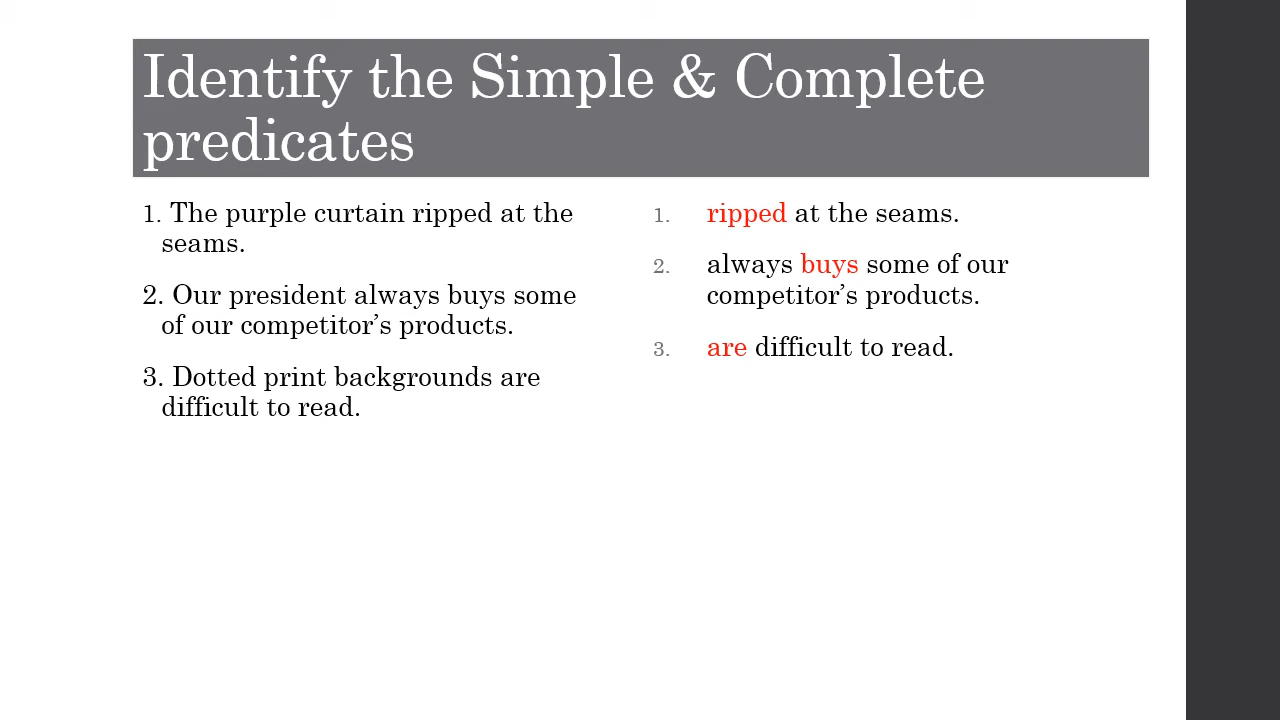 Identify the Simple & Complete
predicates
1. The purple curtain ripped at the
seams.
2. Our president always buys some
of our competitor’s products.
3. Dotted print backgrounds are
difficult to read.
1. ripped at the seams.
2. always buys some of our
competitor’s products.
3. are difficult to read.